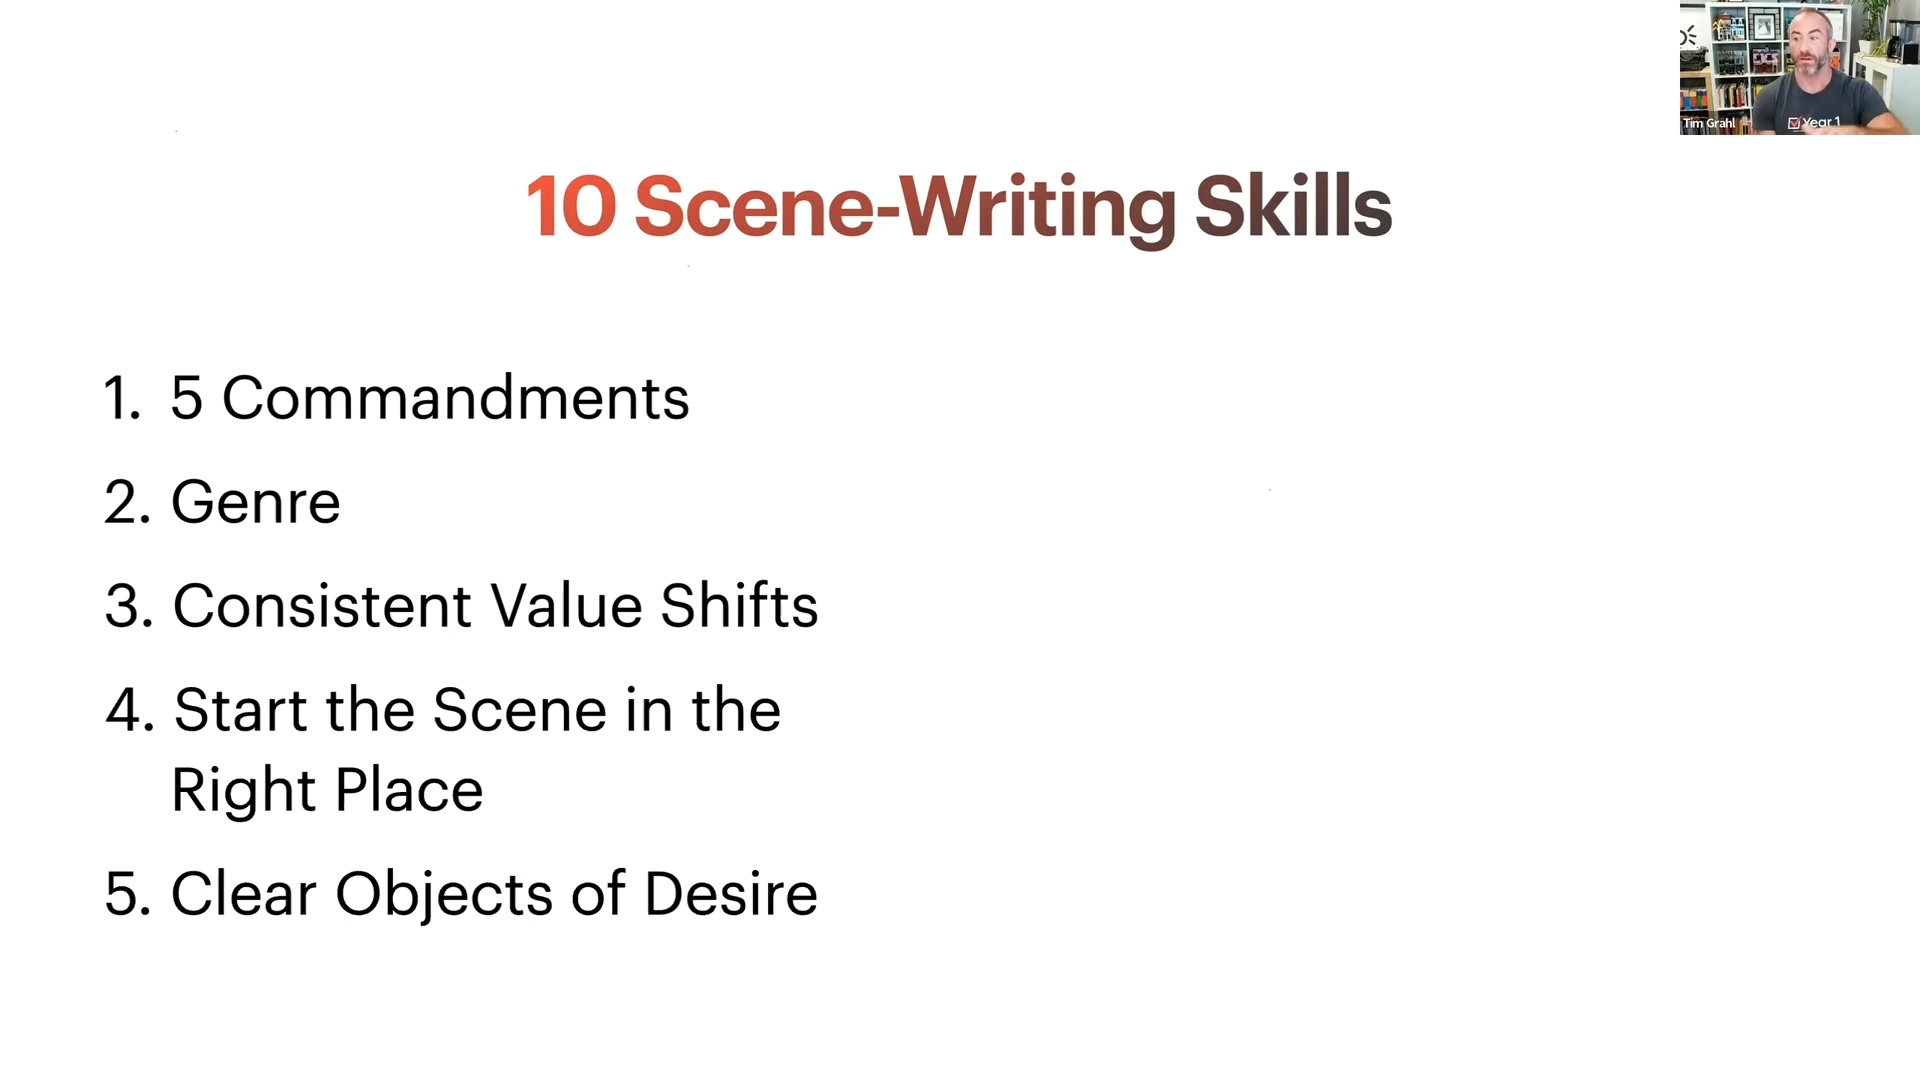 10 Scene-Writing Skills
1. 5 Commandments
2. Genre
3. Consistent Value Shifts
4. Start the Scene in the
Right Place
5. Clear Objects of Desire
Tim Grahl
Year 1